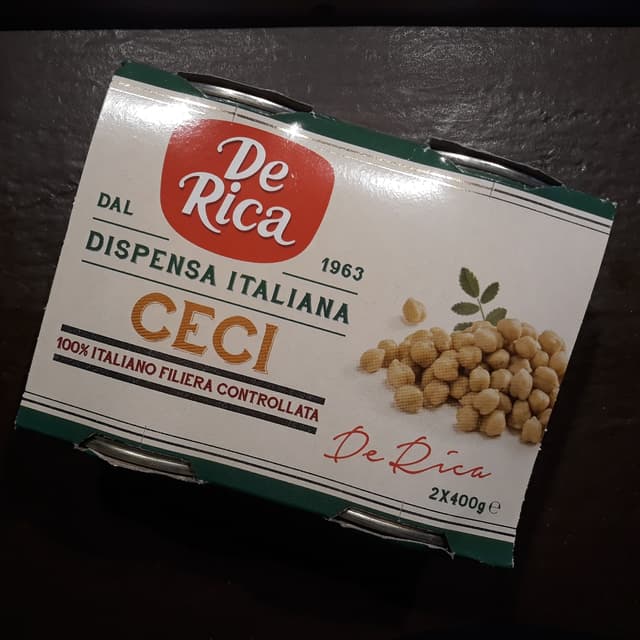 De
Rica
DAL
1963
DISPENSA ITALIANA
CECI
100% ITALIANO FILIERA CONTROLLATA
De Rica
2X400g e